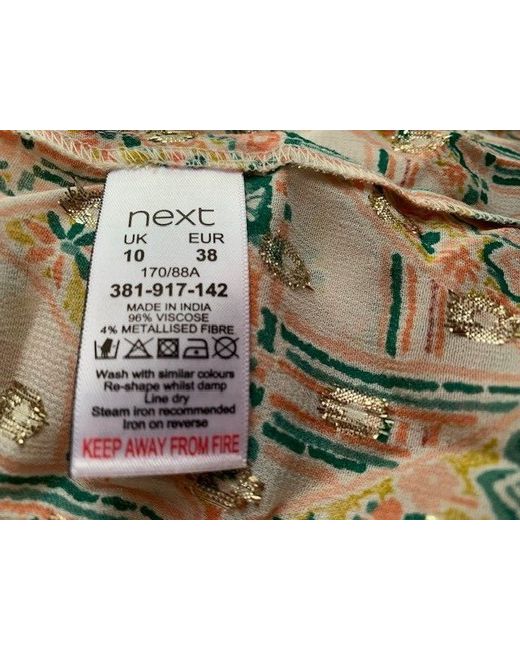 next
UK EUR
10 38
170/88A
381-917-142
MADE IN INDIA
96% VISCOSE
4% METALLISED FIBRE
Wash with similar colours
Re-shape whilst damp
Line dry
Steam iron recommended
Iron on reverse
KEEP AWAY FROM FIRE